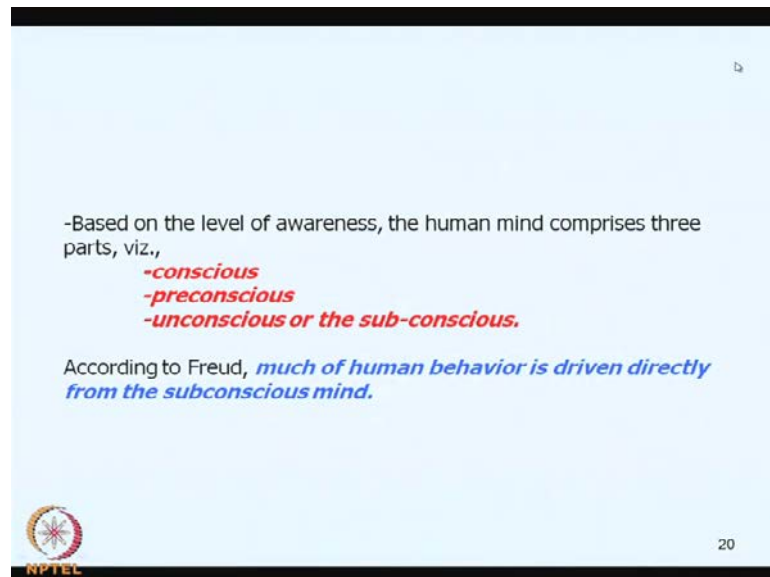 -Based on the level of awareness, the human mind comprises three
parts, viz.,
-conscious
-preconscious
-unconscious or the sub-conscious.
According to Freud, much of human behavior is driven directly
from the subconscious mind.
NPTEL
20